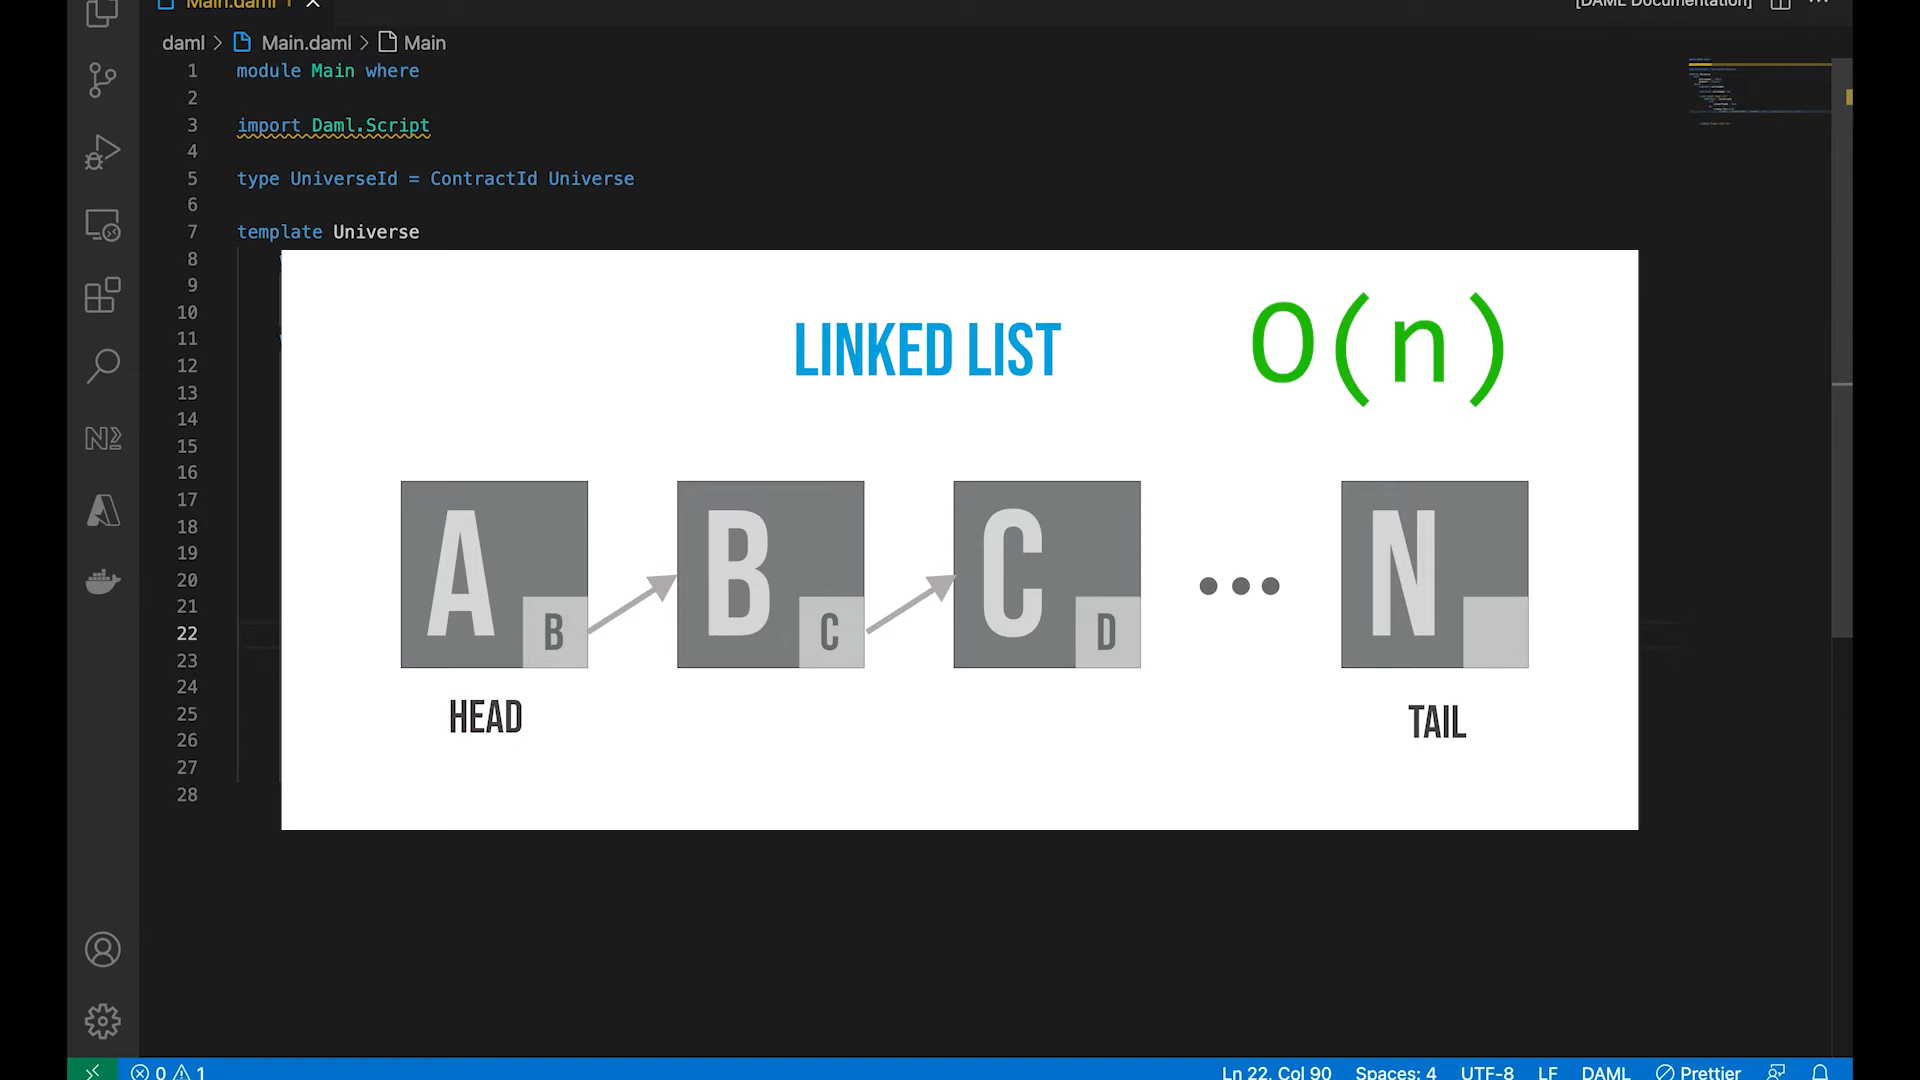 Main.daml 1
[DAML Documentation]
daml > Main.daml > Main
1 module Main where
2
3 import Daml.Script
4
5 type UniverseId = ContractId Universe
6
7 template Universe
8
9
10
11
12
13
14
15
16
17
18
19
20
21
22
23
24
25
26
27
28
LINKED LIST
O(n)
A B
B C
C D
N
HEAD
TAIL
0 1
Ln 22, Col 90 Spaces: 4 UTF-8 LF DAML Prettier